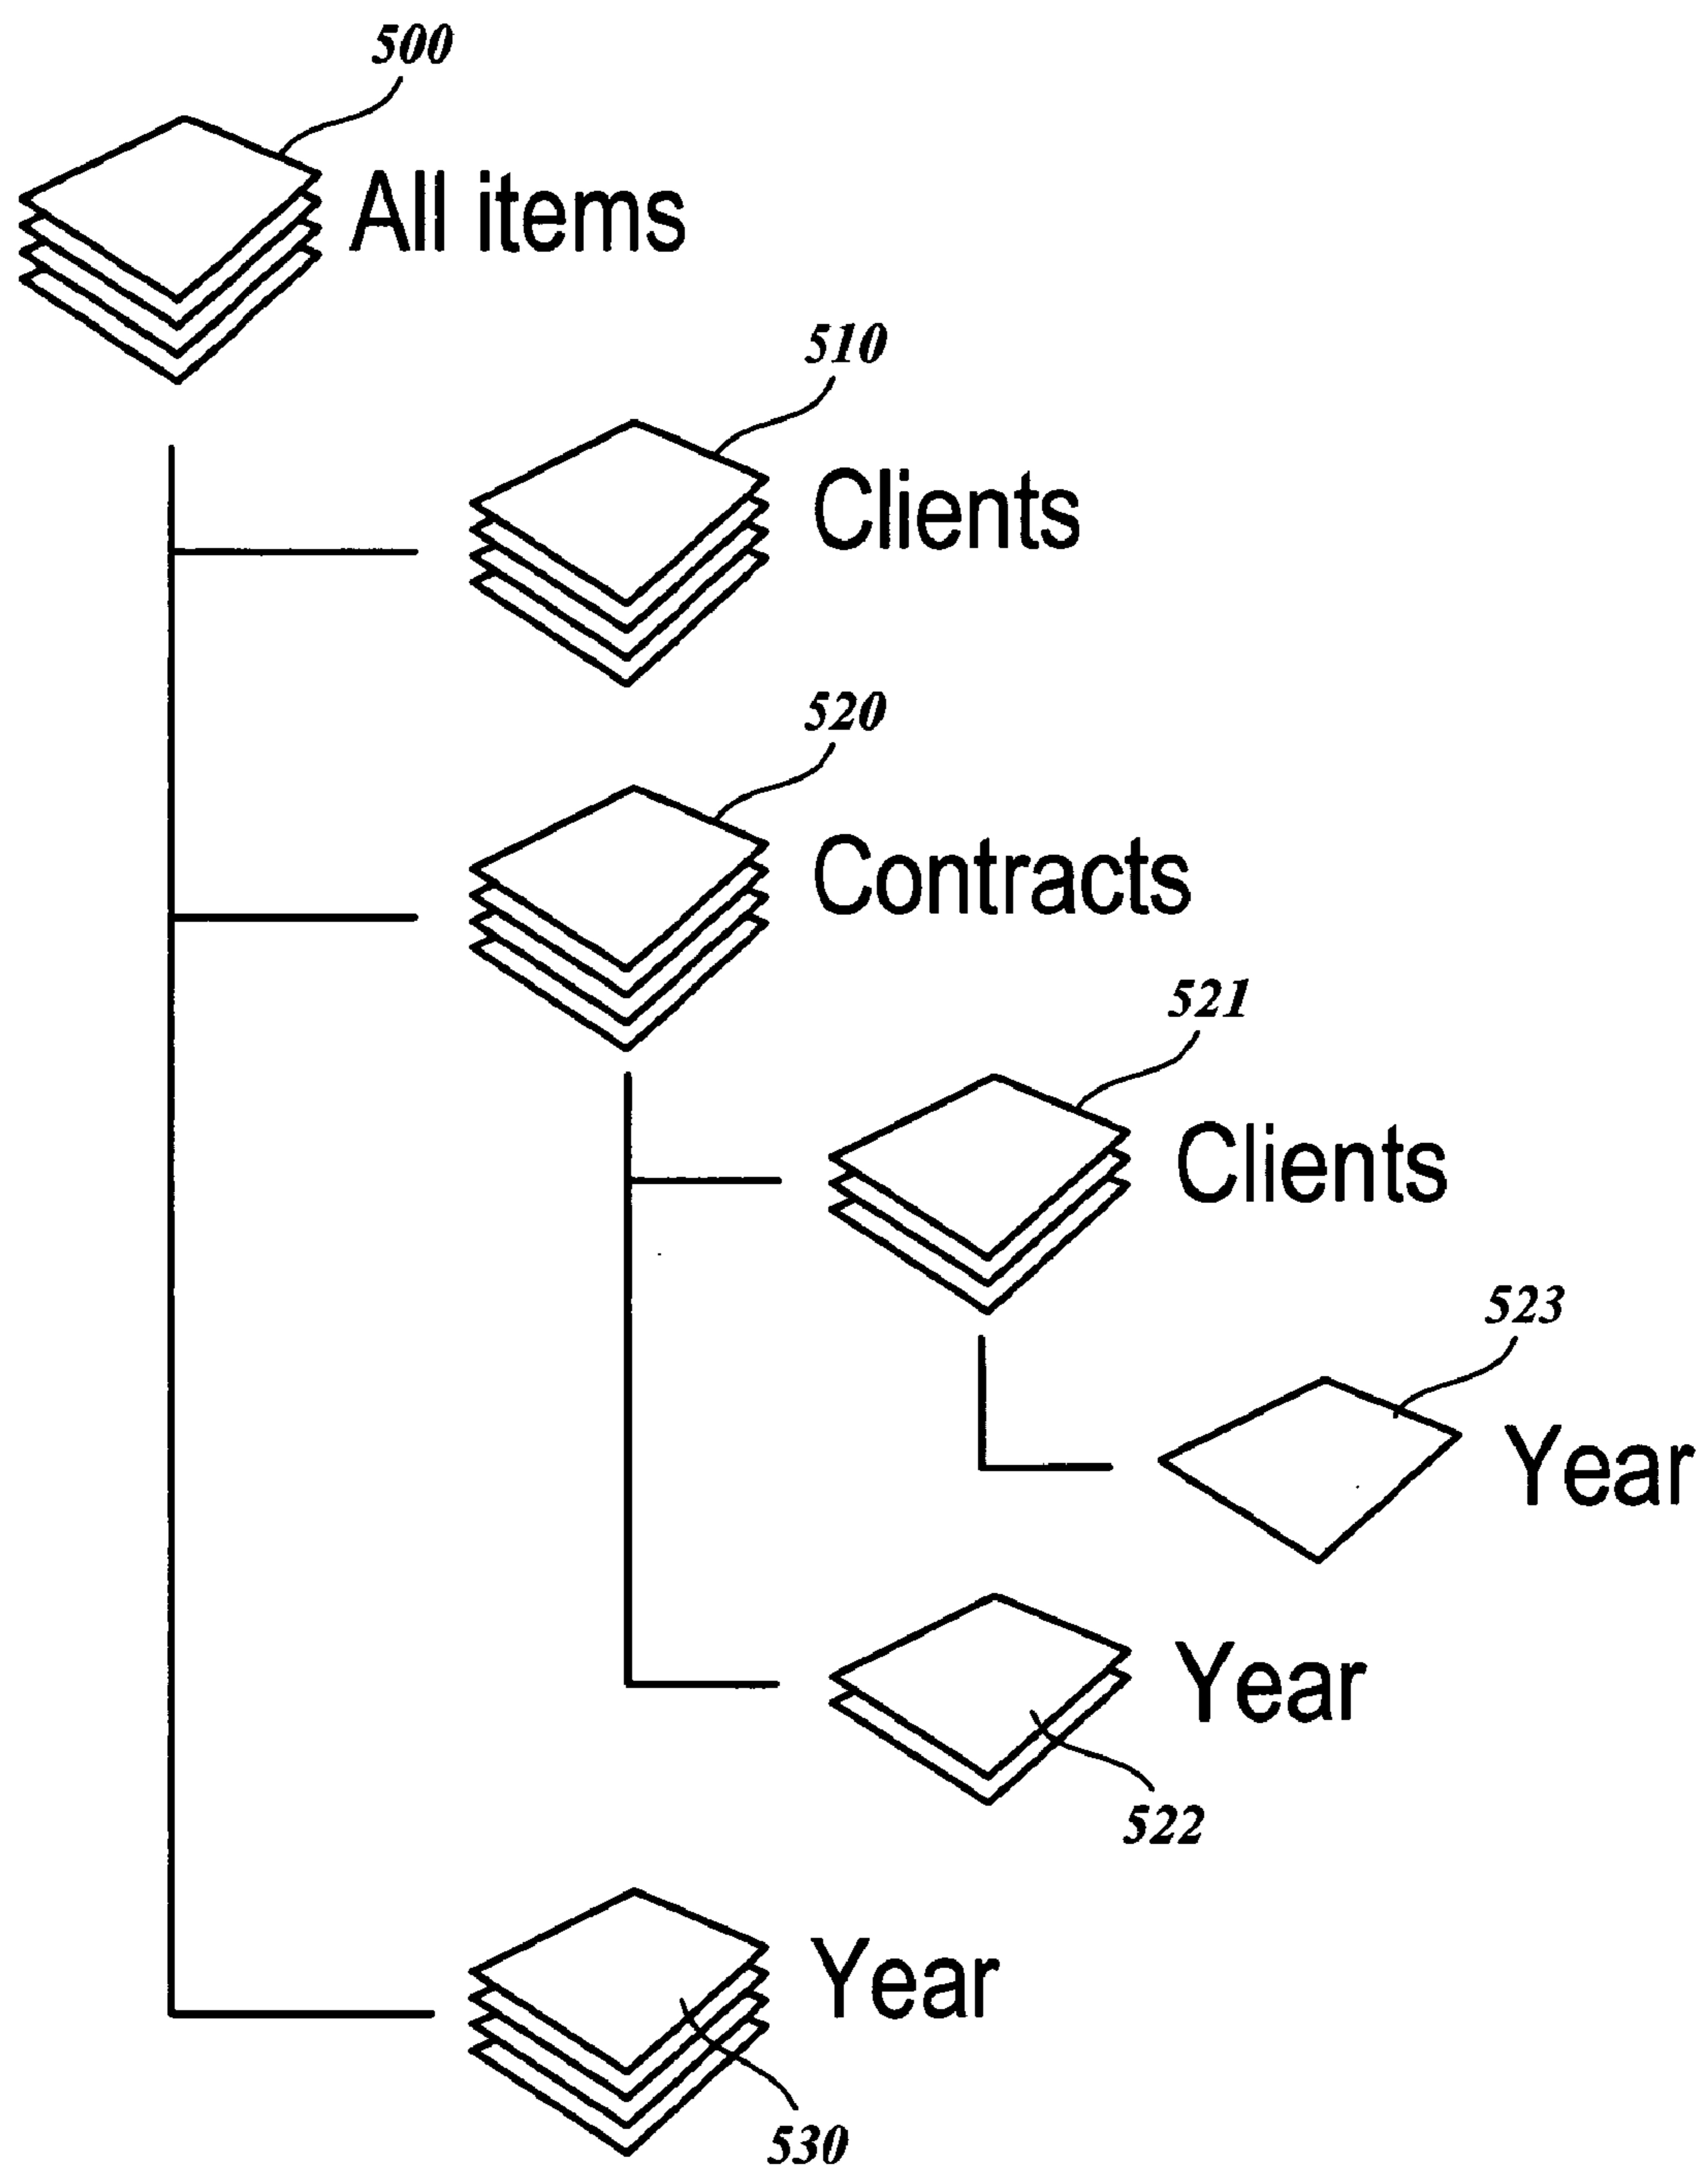 500
All items
510
Clients
520
Contracts
521
Clients
523
Year
Year
522
Year
530